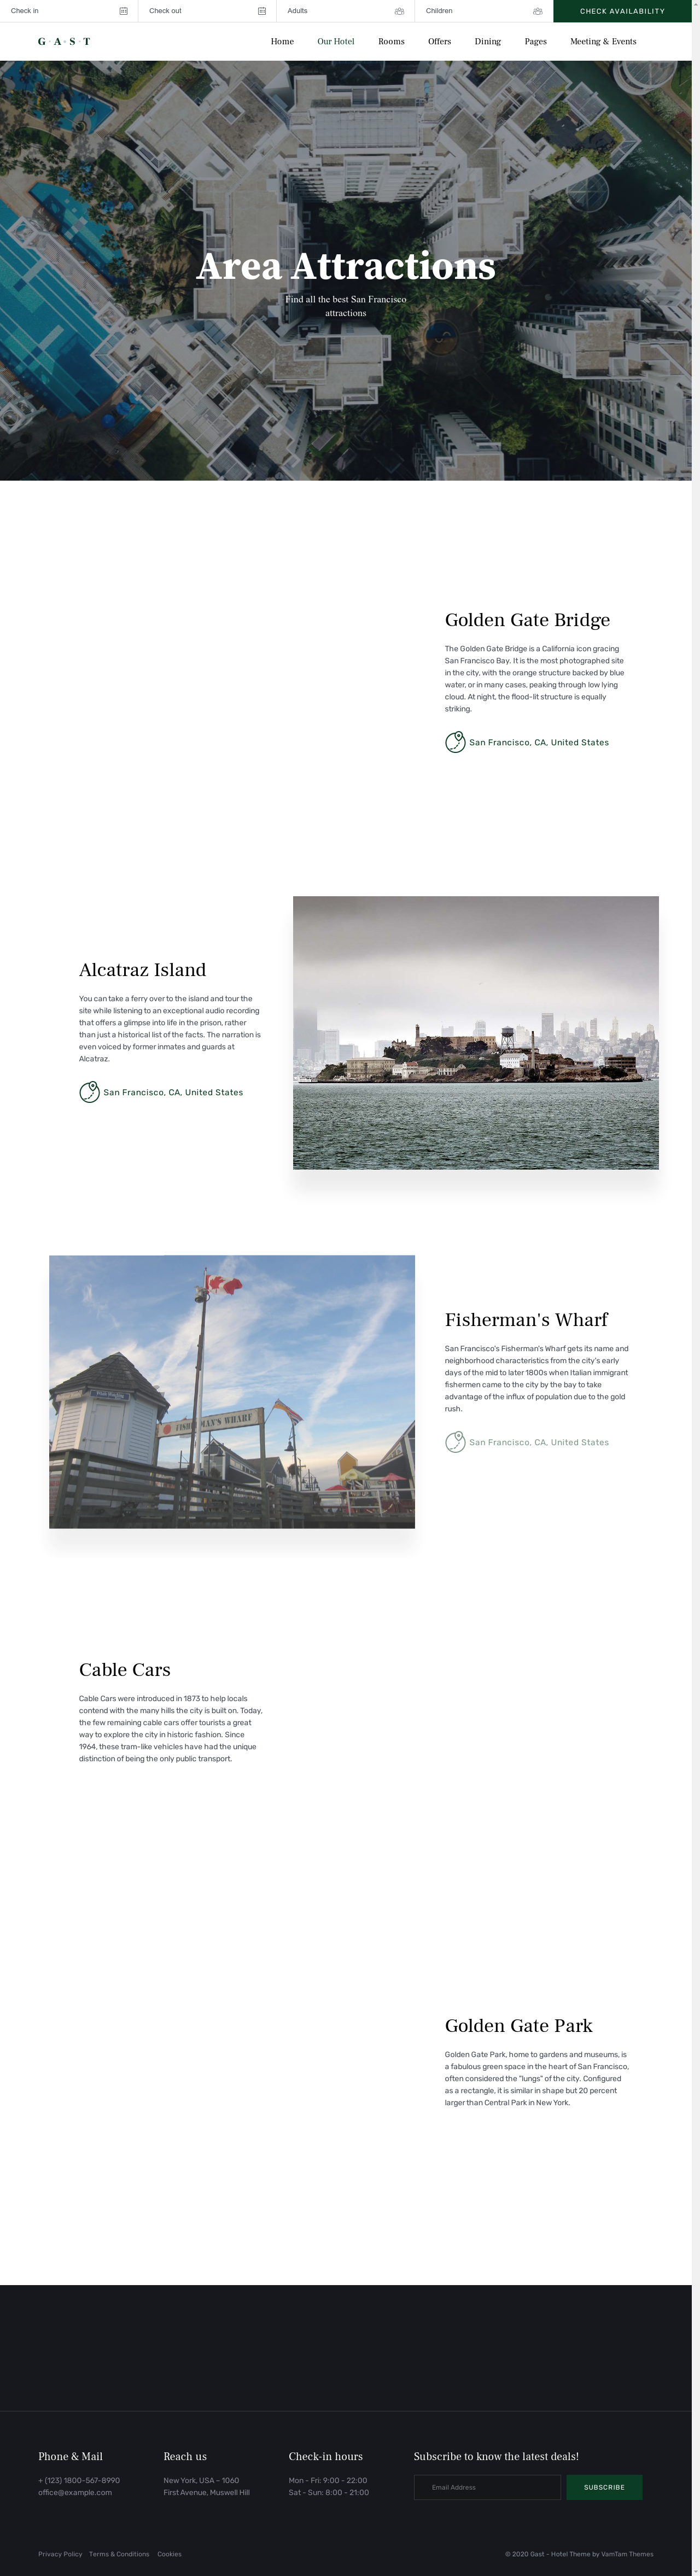 Check in
Check out
Adults
Children
CHECK AVAILABILITY
G·A·S·T
Home
Our Hotel
Rooms
Offers
Dining
Pages
Meeting & Events
Area Attractions
Find all the best San Francisco
attractions
Golden Gate Bridge
The Golden Gate Bridge is a California icon gracing
San Francisco Bay. It is the most photographed site
in the city, with the orange structure backed by blue
water, or in many cases, peaking through low lying
cloud. At night, the flood-lit structure is equally
striking.
San Francisco, CA, United States
Alcatraz Island
You can take a ferry over to the island and tour the
site while listening to an exceptional audio recording
that offers a glimpse into life in the prison, rather
than just a historical list of the facts. The narration is
even voiced by former inmates and guards at
Alcatraz.
San Francisco, CA, United States
FISHERMAN'S WHARF
Fisherman's Wharf
San Francisco's Fisherman's Wharf gets its name and
neighborhood characteristics from the city's early
days of the mid to later 1800s when Italian immigrant
fishermen came to the city by the bay to take
advantage of the influx of population due to the gold
rush.
San Francisco, CA, United States
Cable Cars
Cable Cars were introduced in 1873 to help locals
contend with the many hills the city is built on. Today,
the few remaining cable cars offer tourists a great
way to explore the city in historic fashion. Since
1964, these tram-like vehicles have had the unique
distinction of being the only public transport.
Golden Gate Park
Golden Gate Park, home to gardens and museums, is
a fabulous green space in the heart of San Francisco,
often considered the "lungs" of the city. Configured
as a rectangle, it is similar in shape but 20 percent
larger than Central Park in New York.
Phone & Mail
+ (123) 1800-567-8990
office@example.com
Reach us
New York, USA – 1060
First Avenue, Muswell Hill
Check-in hours
Mon - Fri: 9:00 - 22:00
Sat - Sun: 8:00 - 21:00
Subscribe to know the latest deals!
Email Address
SUBSCRIBE
Privacy Policy
Terms & Conditions
Cookies
© 2020 Gast - Hotel Theme by VamTam Themes